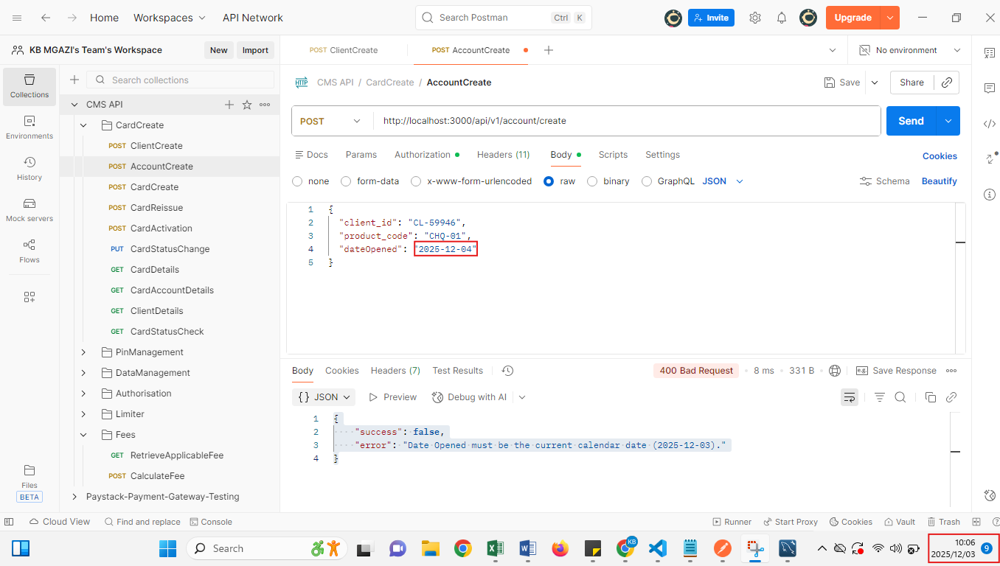 Home Workspaces API Network Search Postman Ctrl K Invite Upgrade
KB MGAZI's Team's Workspace New Import POST ClientCreate POST AccountCreate No environment
Collections
Environments
History
Mock servers
Flows
Files
BETA
Search collections
CMS API
CardCreate
POST ClientCreate
POST AccountCreate
POST CardCreate
POST CardReissue
POST CardActivation
PUT CardStatusChange
GET CardDetails
GET CardAccountDetails
GET ClientDetails
GET CardStatusCheck
PinManagement
DataManagement
Authorisation
Limiter
Fees
GET RetrieveApplicableFee
POST CalculateFee
Paystack-Payment-Gateway-Testing
HTTP CMS API / CardCreate / AccountCreate Save Share
POST http://localhost:3000/api/v1/account/create Send
Docs Params Authorization Headers (11) Body Scripts Settings Cookies
none form-data x-www-form-urlencoded raw binary GraphQL JSON Schema Beautify
1 {
2 "client_id": "CL-59946",
3 "product_code": "CHQ-01",
4 "dateOpened": "2025-12-04"
5 }
Body Cookies Headers (7) Test Results 400 Bad Request 8 ms 331 B e.g. Save Response
{} JSON Preview Debug with AI
1 {
2 "success": false,
3 "error": "Date Opened must be the current calendar date (2025-12-03)."
4 }
Cloud View Find and replace Console Runner Start Proxy Cookies Vault Trash
Search KB 10:06
2025/12/03 9